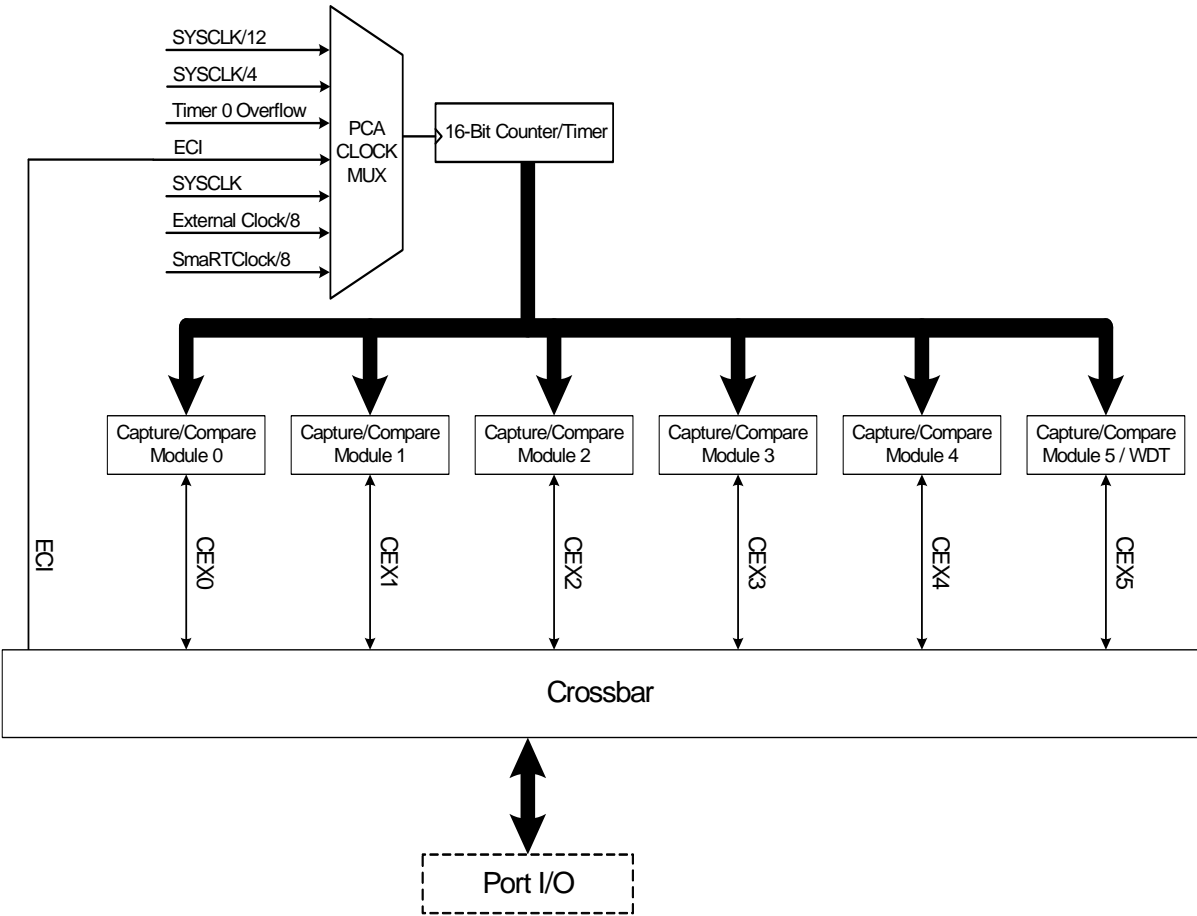 SYSCLK/12
SYSCLK/4
Timer 0 Overflow
ECI
SYSCLK
External Clock/8
SmaRTClock/8
PCA
CLOCK
MUX
16-Bit Counter/Timer
Capture/Compare
Module 0
Capture/Compare
Module 1
Capture/Compare
Module 2
Capture/Compare
Module 3
Capture/Compare
Module 4
Capture/Compare
Module 5 / WDT
ECI
CEX0
CEX1
CEX2
CEX3
CEX4
CEX5
Crossbar
Port I/O